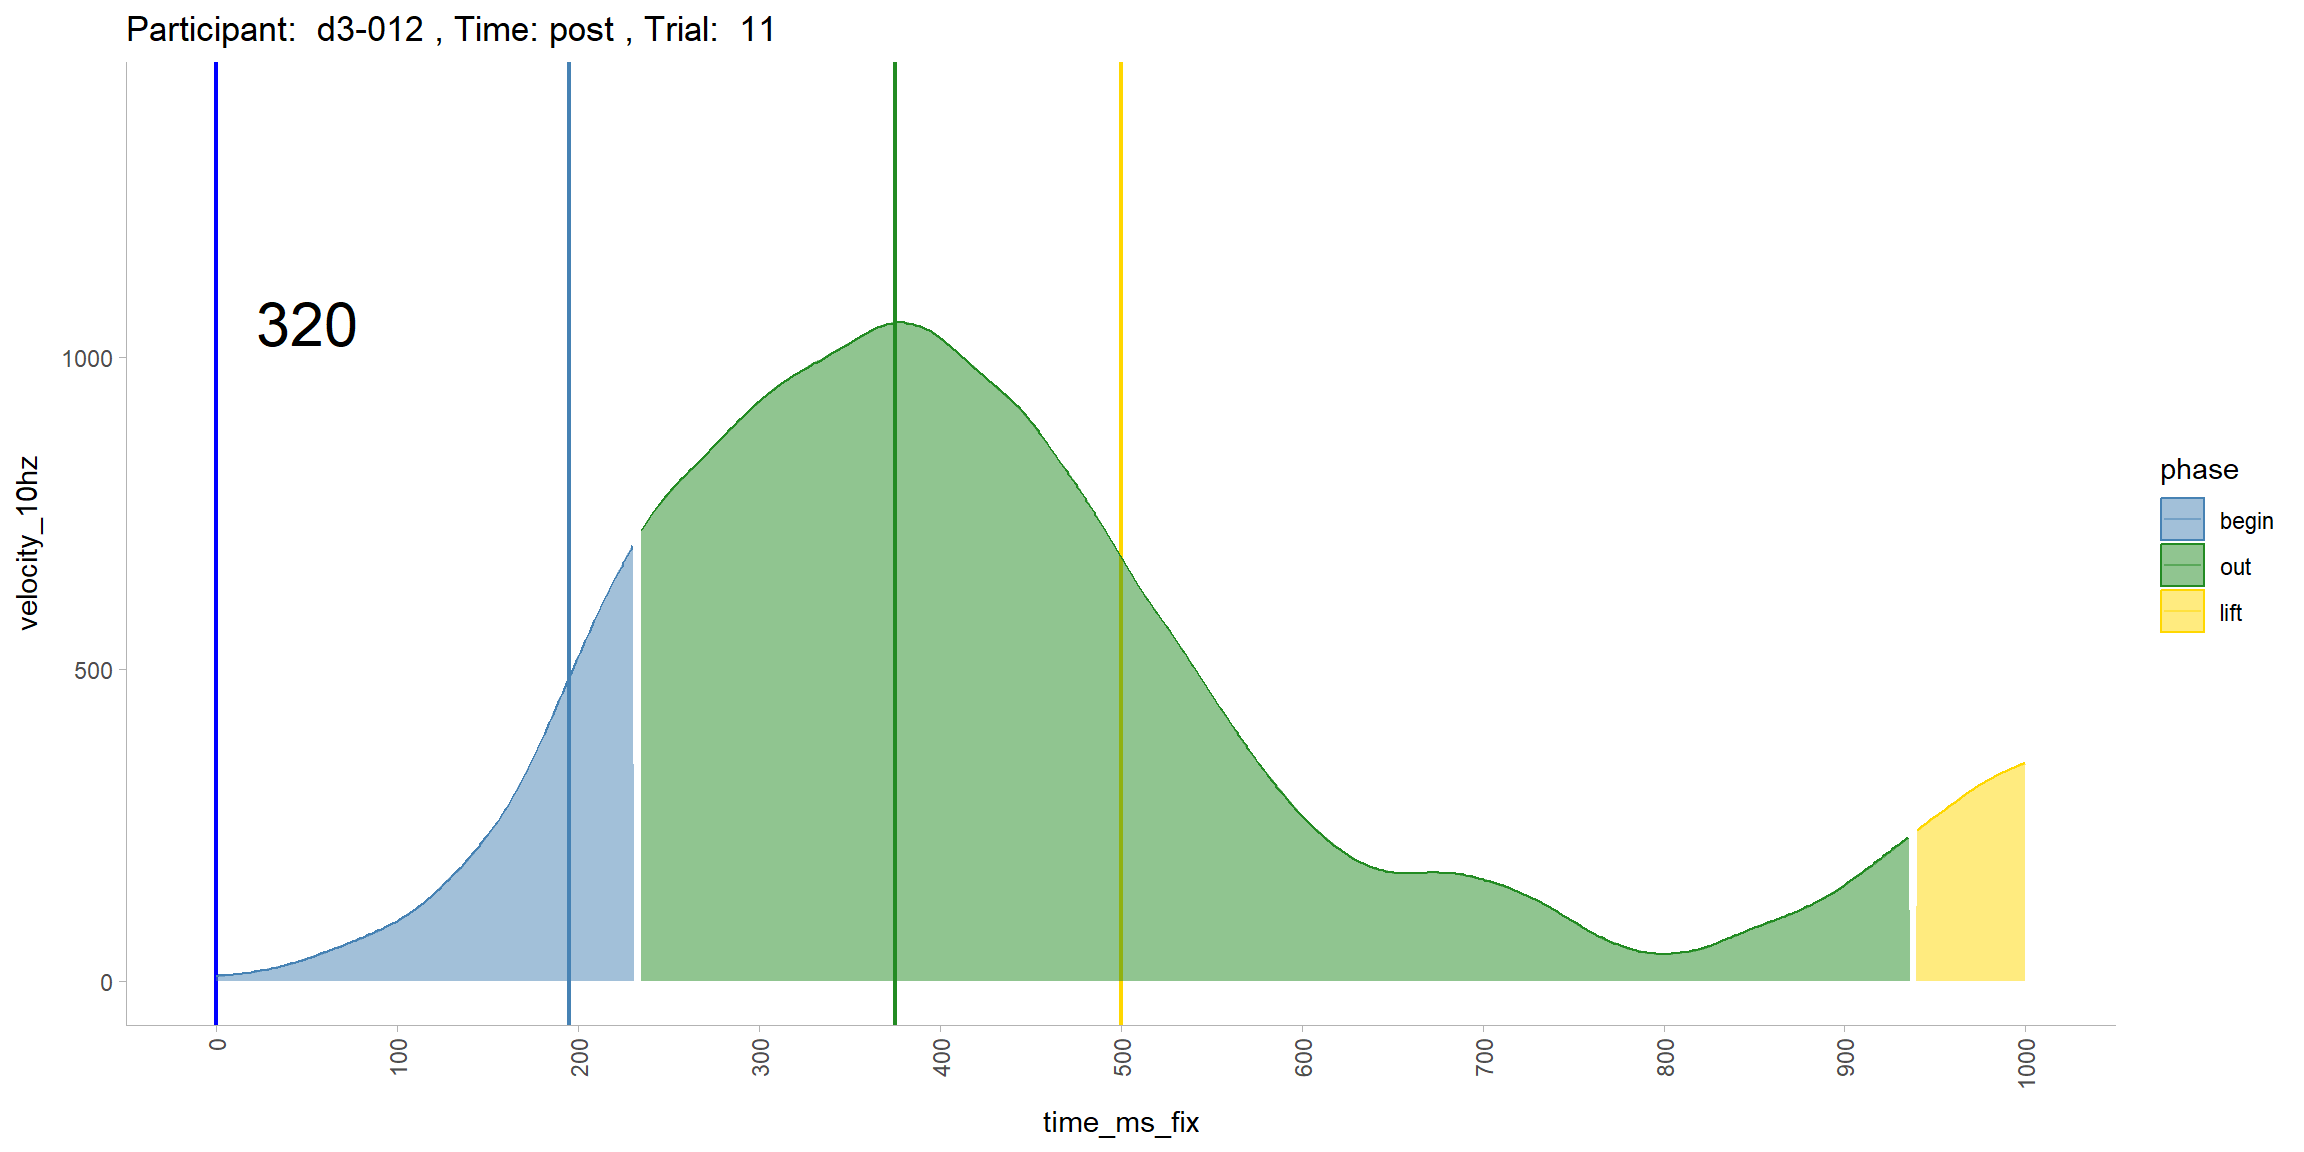 Participant:  d3-012 , Time: post , Trial:  11
320
1000
500
0
velocity_10hz
0
100
200
300
400
500
600
700
800
900
1000
time_ms_fix
phase
begin
out
lift